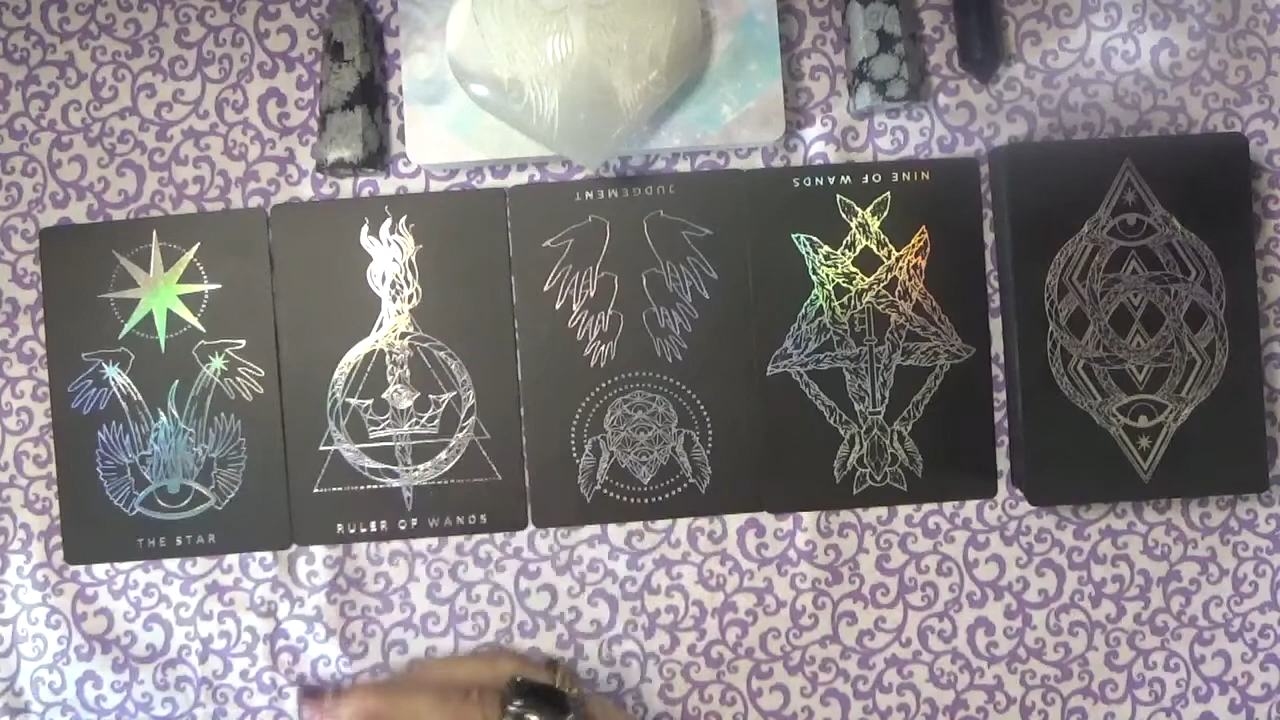 THE STAR
RULER OF WANDS
JUDGEMENT
NINE OF WANDS